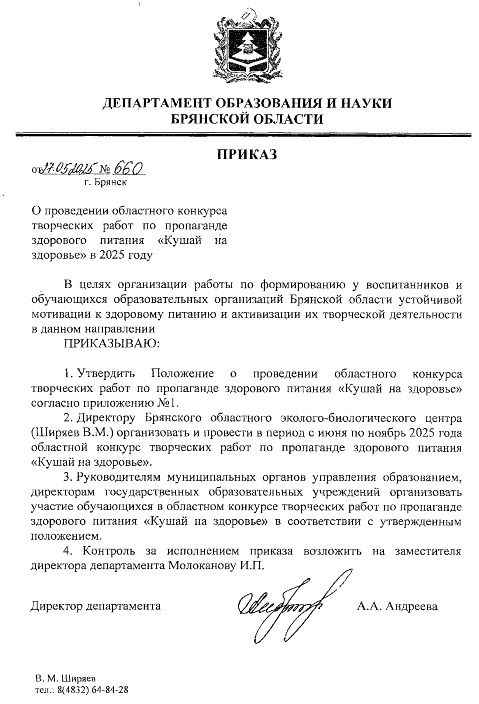 ДЕПАРТАМЕНТ ОБРАЗОВАНИЯ И НАУКИ
БРЯНСКОЙ ОБЛАСТИ
ПРИКАЗ
от 27.05.2025 № 660
г. Брянск
О проведении областного конкурса
творческих работ по пропаганде
здорового питания «Кушай на
здоровье» в 2025 году
В целях организации работы по формированию у воспитанников и
обучающихся образовательных организаций Брянской области устойчивой
мотивации к здоровому питанию и активизации их творческой деятельности
в данном направлении
ПРИКАЗЫВАЮ:
1. Утвердить Положение о проведении областного конкурса
творческих работ по пропаганде здорового питания «Кушай на здоровье»
согласно приложению №1.
2. Директору Брянского областного эколого-биологического центра
(Ширяев В.М.) организовать и провести в период с июня по ноябрь 2025 года
областной конкурс творческих работ по пропаганде здорового питания
«Кушай на здоровье».
3. Руководителям муниципальных органов управления образованием,
директорам государственных образовательных учреждений организовать
участие обучающихся в областном конкурсе творческих работ по пропаганде
здорового питания «Кушай на здоровье» в соответствии с утвержденным
положением.
4. Контроль за исполнением приказа возложить на заместителя
директора департамента Молоканову И.П.
Директор департамента А.А. Андреева
В. М. Ширяев
тел.: 8(4832) 64-84-28